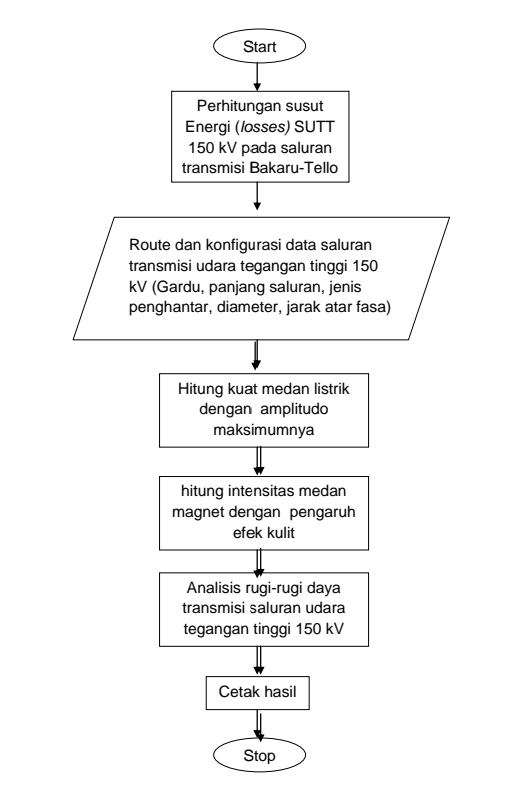 Start
Perhitungan susut
Energi (losses) SUTT
150 kV pada saluran
transmisi Bakaru-Tello
Route dan konfigurasi data saluran
transmisi udara tegangan tinggi 150
kV (Gardu, panjang saluran, jenis
penghantar, diameter, jarak atar fasa)
Hitung kuat medan listrik
dengan amplitudo
maksimumnya
hitung intensitas medan
magnet dengan pengaruh
efek kulit
Analisis rugi-rugi daya
transmisi saluran udara
tegangan tinggi 150 kV
Cetak hasil
Stop